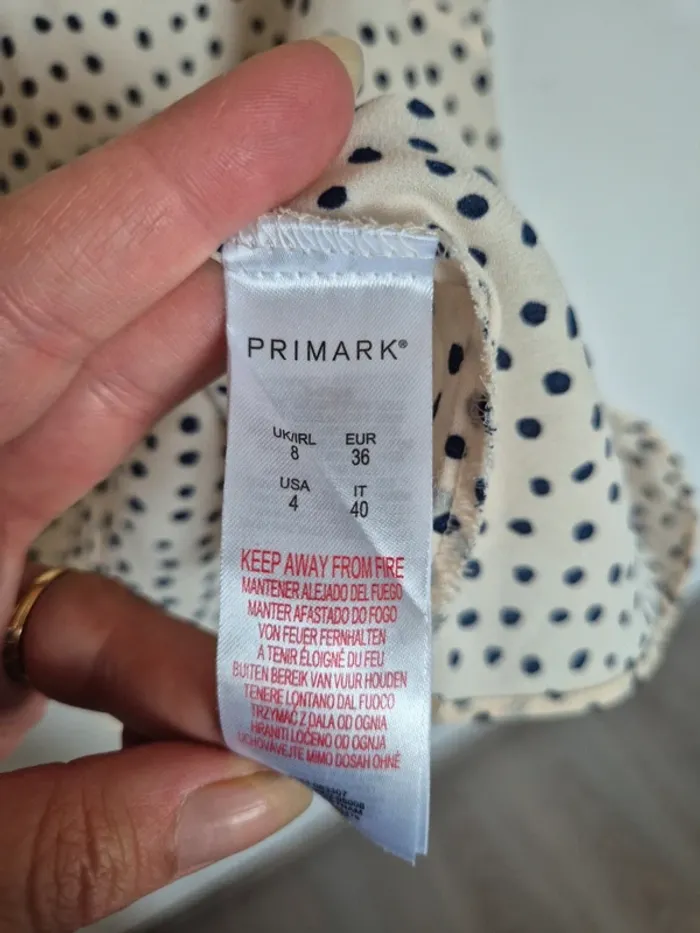 PRIMARK®
UK/IRL EUR
8 36
USA IT
4 40
KEEP AWAY FROM FIRE
MANTENER ALEJADO DEL FUEGO
MANTER AFASTADO DO FOGO
VON FEUER FERNHALTEN
A TENIR ÉLOIGNÉ DU FEU
BUITEN BEREIK VAN VUUR HOUDEN
TENERE LONTANO DAL FUOCO
TRZYMAĆ Z DALA OD OGNIA
HRANITI LOČENO OD OGNJA
UCHOVÁVEJTE MIMO DOSAH OHNĚ